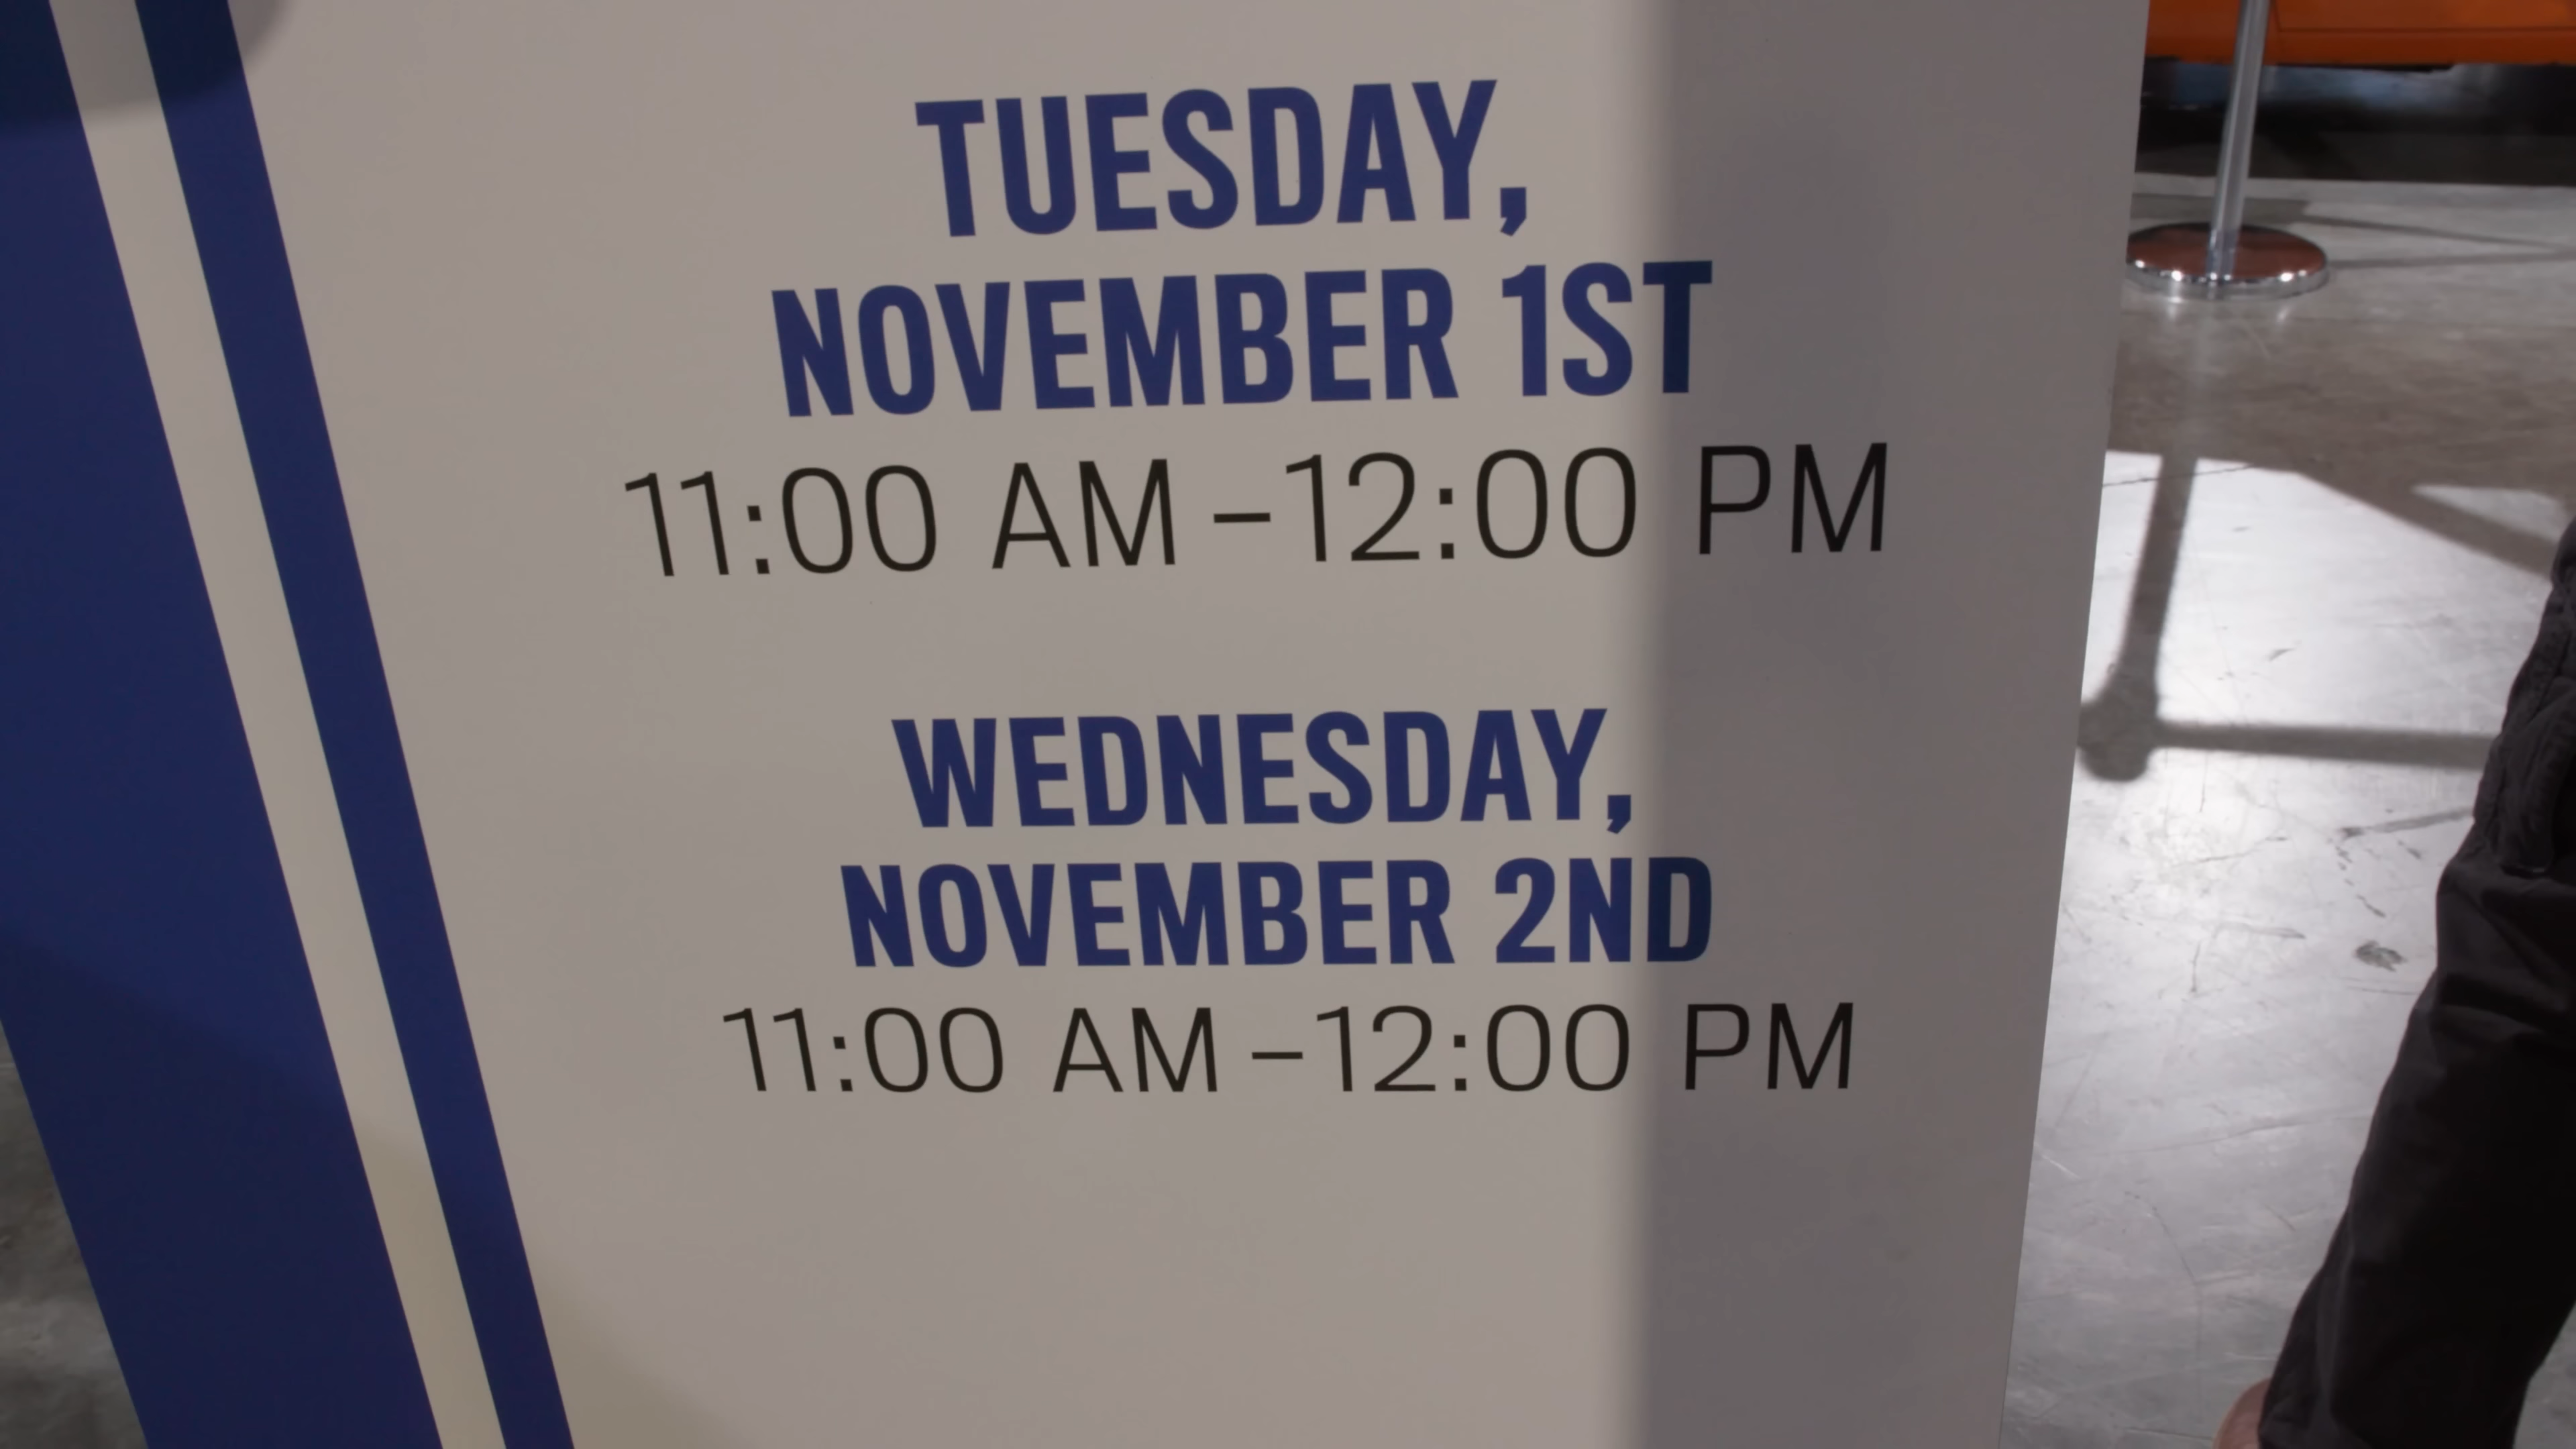 TUESDAY,
NOVEMBER 1ST
11:00 AM – 12:00 PM
WEDNESDAY,
NOVEMBER 2ND
11:00 AM – 12:00 PM